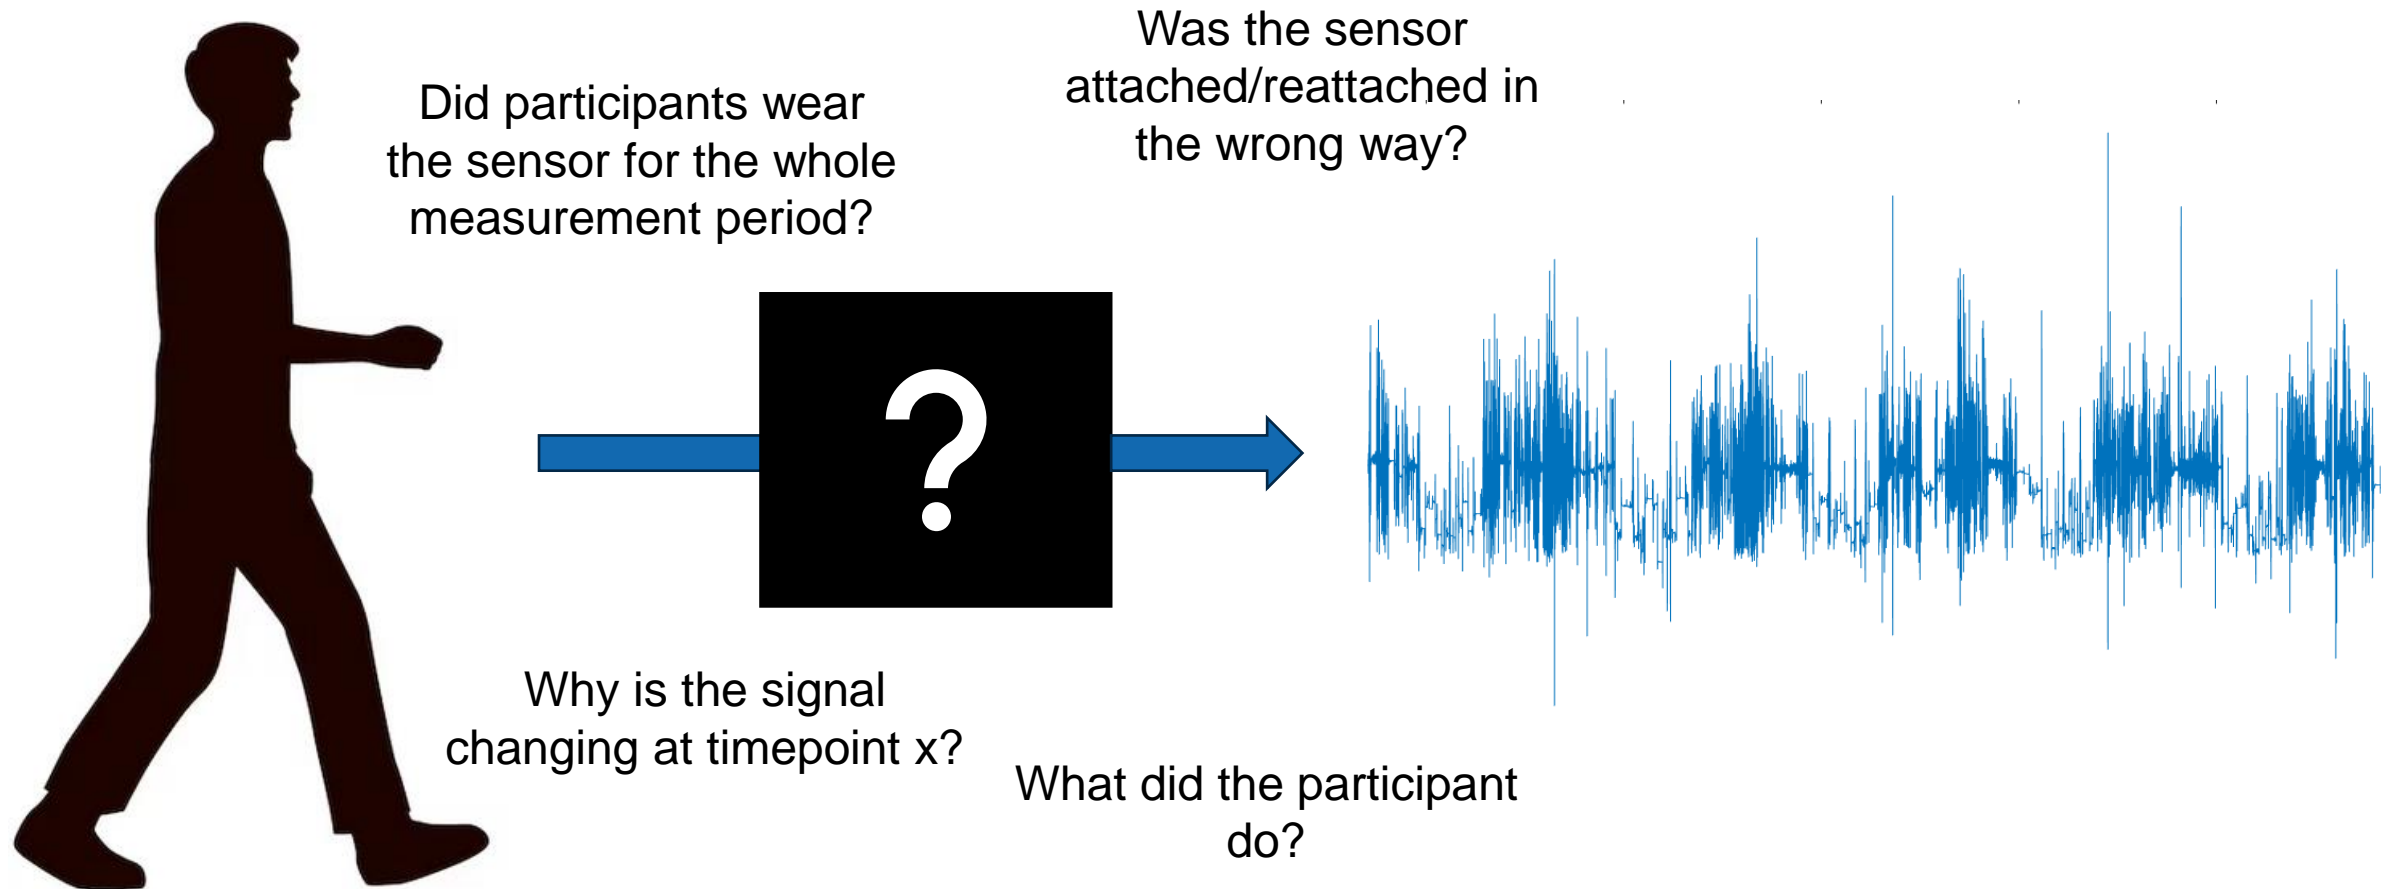 Did participants wear
the sensor for the whole
measurement period?
Was the sensor
attached/reattached in
the wrong way?
?
Why is the signal
changing at timepoint x?
What did the participant
do?